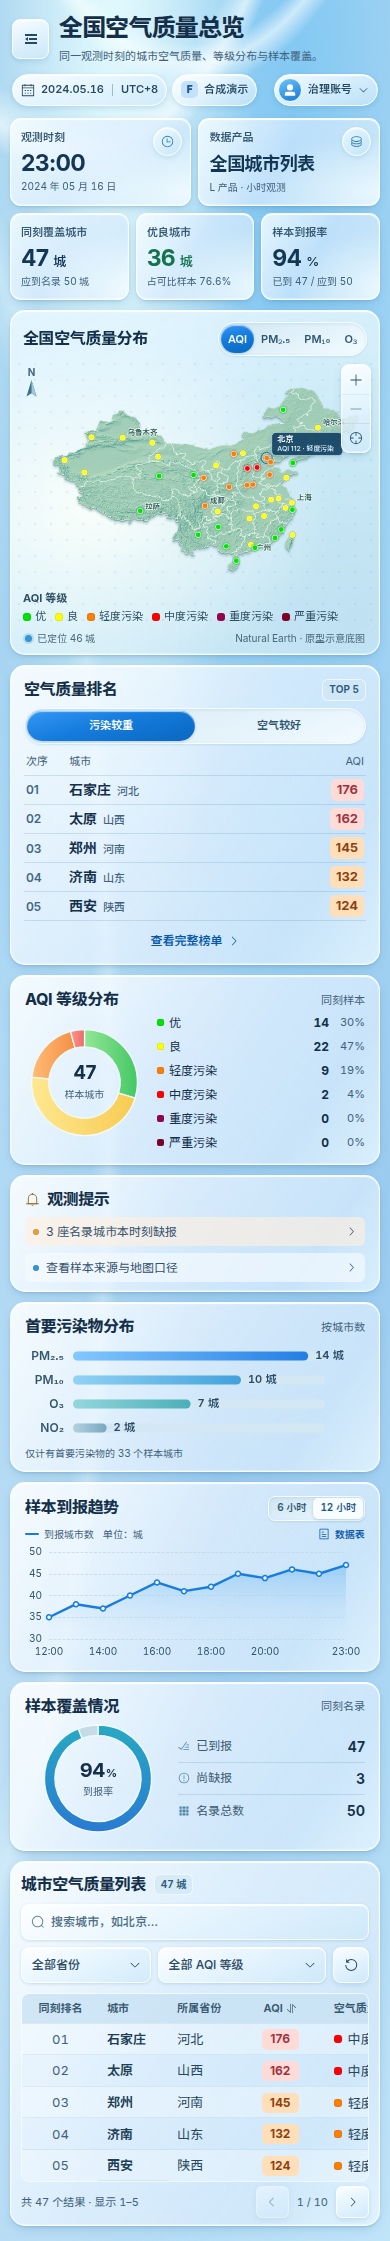 全国空气质量总览
同一观测时刻的城市空气质量、等级分布与样本覆盖。
2024.05.16 | UTC+8
F 合成演示
治理账号
观测时刻
23:00
2024 年 05 月 16 日
数据产品
全国城市列表
L 产品 · 小时观测
同刻覆盖城市
47 城
应到名录 50 城
优良城市
36 城
占可比样本 76.6%
样本到报率
94 %
已到 47 / 应到 50
全国空气质量分布
AQI PM₂.₅ PM₁₀ O₃
N
哈尔滨
乌鲁木齐
北京
AQI 112 · 轻度污染
成都
上海
拉萨
广州
AQI 等级
优 良 轻度污染 中度污染 重度污染 严重污染
已定位 46 城
Natural Earth · 原型示意底图
空气质量排名
TOP 5
污染较重 空气较好
次序 城市 AQI
01 石家庄 河北 176
02 太原 山西 162
03 郑州 河南 145
04 济南 山东 132
05 西安 陕西 124
查看完整榜单
AQI 等级分布
同刻样本
47
样本城市
优 14 30%
良 22 47%
轻度污染 9 19%
中度污染 2 4%
重度污染 0 0%
严重污染 0 0%
观测提示
3 座名录城市本时刻缺报
查看样本来源与地图口径
首要污染物分布
按城市数
PM₂.₅ 14 城
PM₁₀ 10 城
O₃ 7 城
NO₂ 2 城
仅计有首要污染物的 33 个样本城市
样本到报趋势
6 小时 12 小时
到报城市数 单位：城
数据表
50
45
40
35
30
12:00 14:00 16:00 18:00 20:00 23:00
样本覆盖情况
同刻名录
94%
到报率
已到报 47
尚缺报 3
名录总数 50
城市空气质量列表 47 城
搜索城市，如北京...
全部省份
全部 AQI 等级
同刻排名 城市 所属省份 AQI 空气质
01 石家庄 河北 176 中度
02 太原 山西 162 中度
03 郑州 河南 145 轻度
04 济南 山东 132 轻度
05 西安 陕西 124 轻度
共 47 个结果 · 显示 1–5
1 / 10